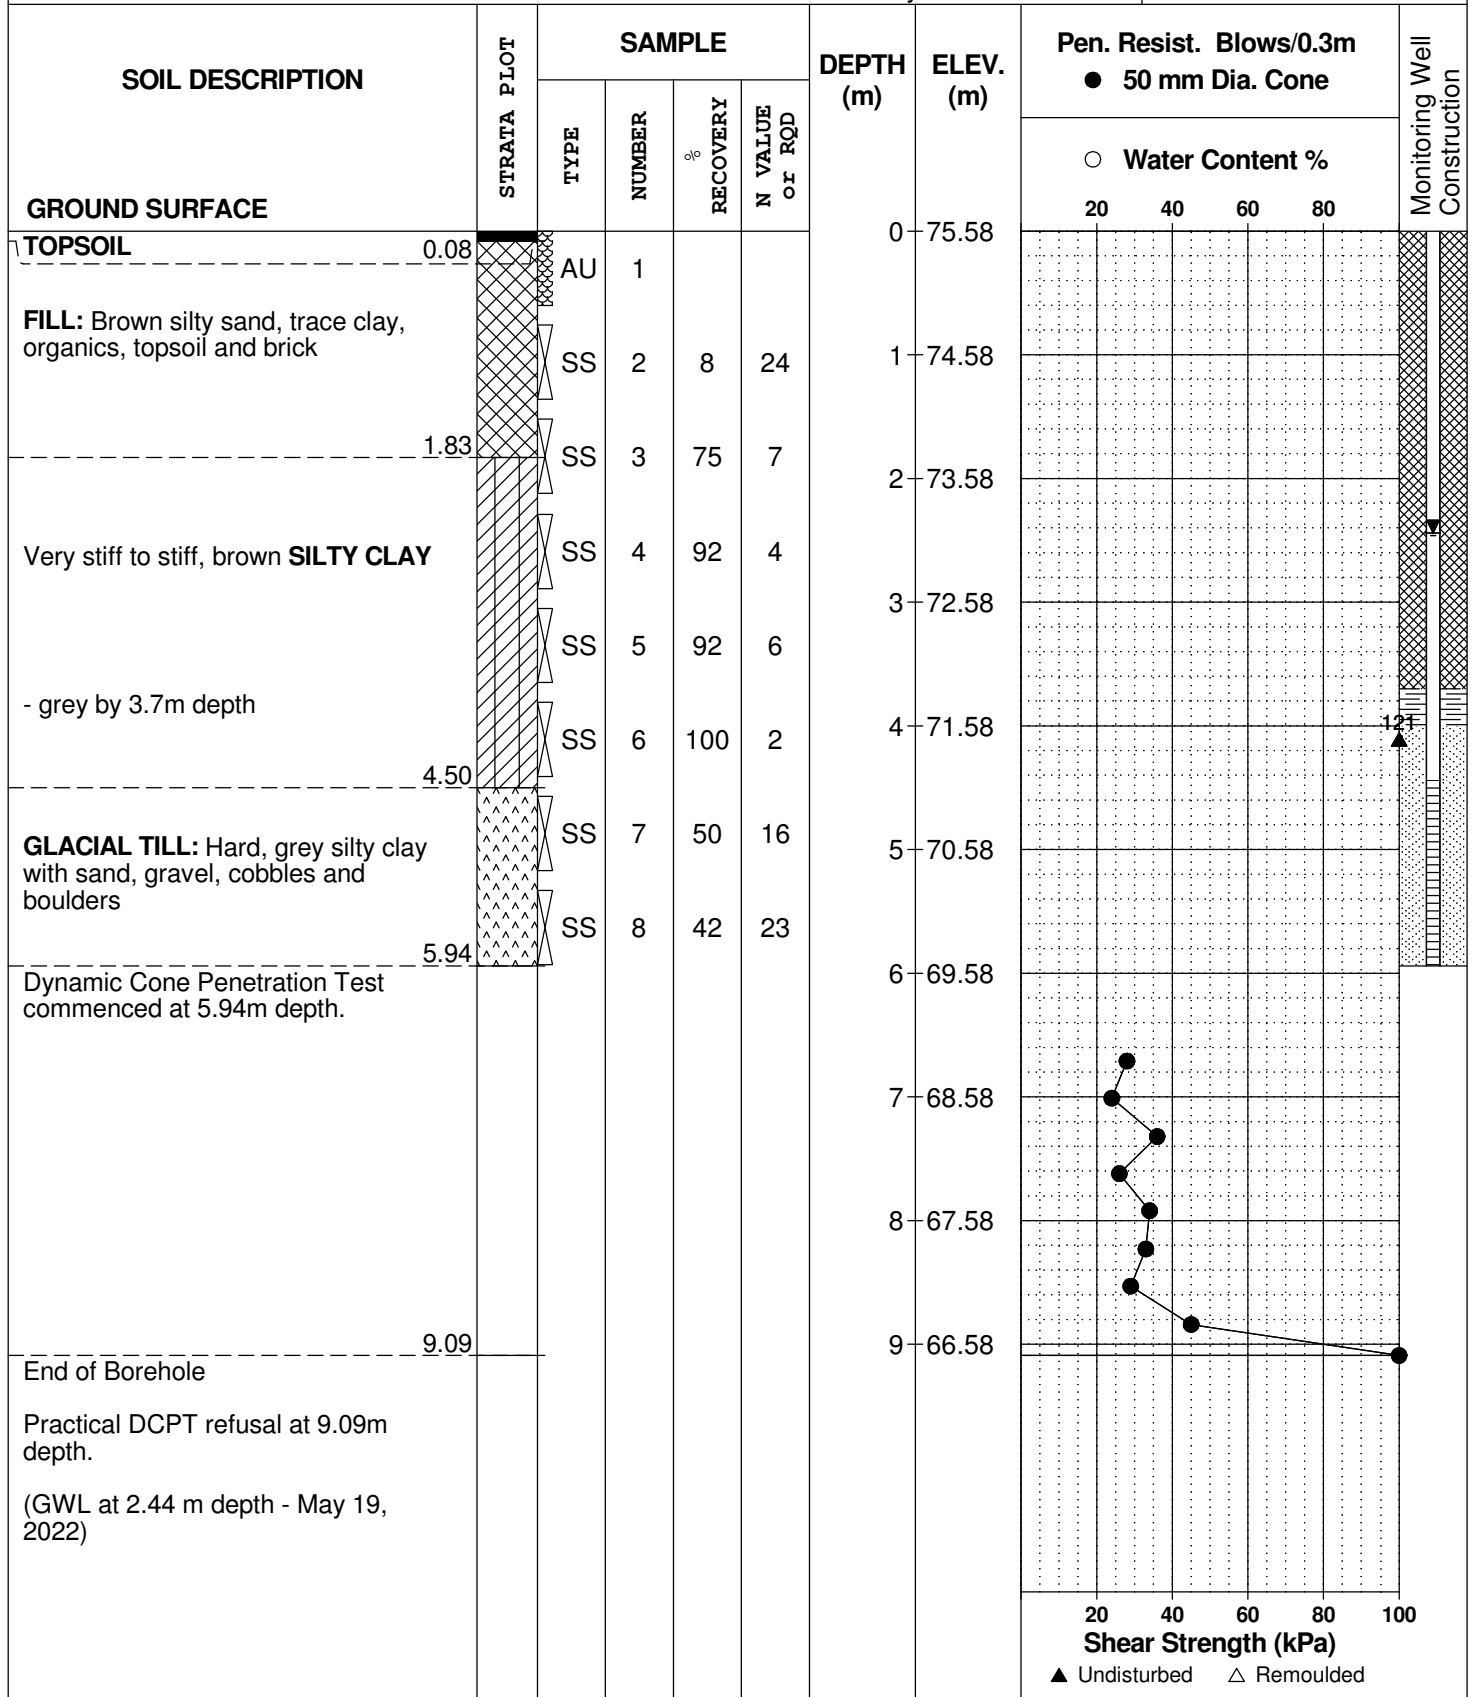 SOIL DESCRIPTION
GROUND SURFACE
STRATA PLOT
SAMPLE
TYPE
NUMBER
% RECOVERY
N VALUE or RQD
DEPTH (m)
ELEV. (m)
Pen. Resist. Blows/0.3m
● 50 mm Dia. Cone
○ Water Content %
20 40 60 80
Monitoring Well
Construction
TOPSOIL 0.08
FILL: Brown silty sand, trace clay,
organics, topsoil and brick
1.83
Very stiff to stiff, brown SILTY CLAY
- grey by 3.7m depth
4.50
GLACIAL TILL: Hard, grey silty clay
with sand, gravel, cobbles and
boulders
5.94
Dynamic Cone Penetration Test
commenced at 5.94m depth.
9.09
End of Borehole
Practical DCPT refusal at 9.09m
depth.
(GWL at 2.44 m depth - May 19,
2022)
AU 1
SS 2 8 24
SS 3 75 7
SS 4 92 4
SS 5 92 6
SS 6 100 2
SS 7 50 16
SS 8 42 23
0 75.58
1 74.58
2 73.58
3 72.58
4 71.58
5 70.58
6 69.58
7 68.58
8 67.58
9 66.58
121
20 40 60 80 100
Shear Strength (kPa)
▲ Undisturbed △ Remoulded